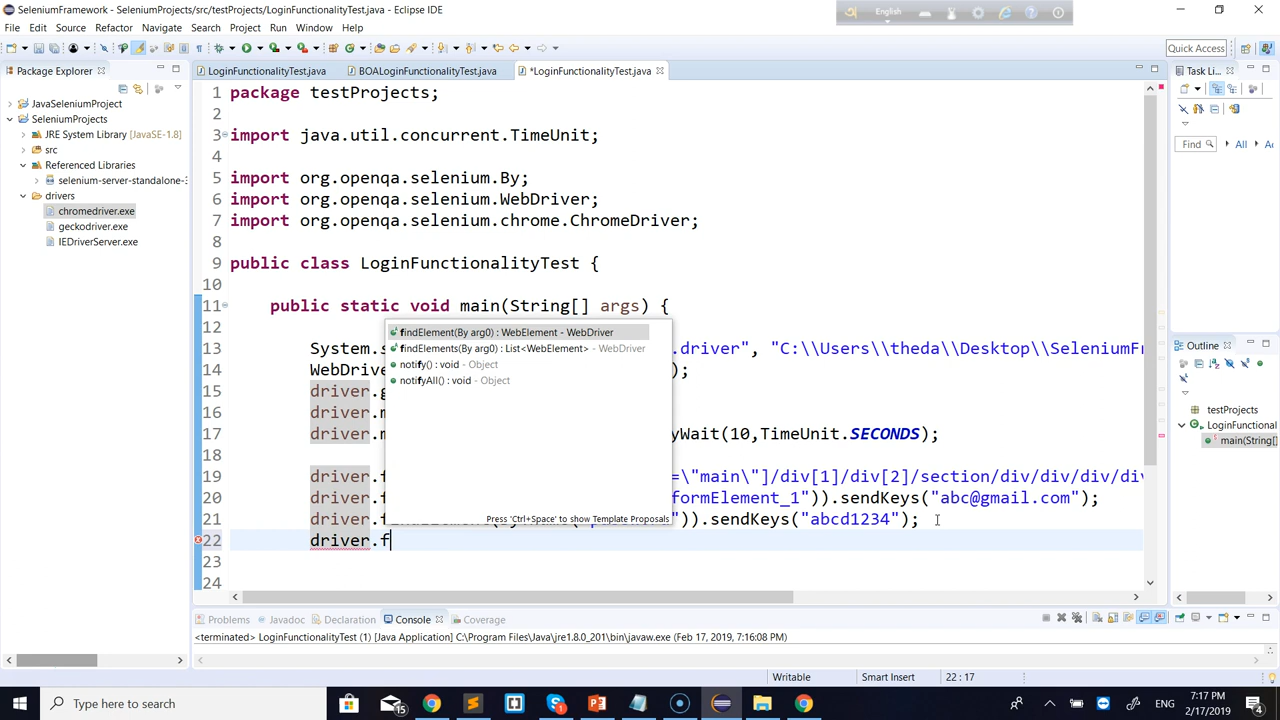 SeleniumFramework - SeleniumProjects/src/testProjects/LoginFunctionalityTest.java - Eclipse IDE
English
File Edit Source Refactor Navigate Search Project Run Window Help
Quick Access
Package Explorer
LoginFunctionalityTest.java
BOALoginFunctionalityTest.java
*LoginFunctionalityTest.java
Task Li...
JavaSeleniumProject
SeleniumProjects
JRE System Library [JavaSE-1.8]
src
Referenced Libraries
selenium-server-standalone-
drivers
chromedriver.exe
geckodriver.exe
IEDriverServer.exe
1 package testProjects;
2
3 import java.util.concurrent.TimeUnit;
4
5 import org.openqa.selenium.By;
6 import org.openqa.selenium.WebDriver;
7 import org.openqa.selenium.chrome.ChromeDriver;
8
9 public class LoginFunctionalityTest {
10
11 public static void main(String[] args) {
12
13 System.s .driver", "C:\\Users\\theda\\Desktop\\SeleniumFr
14 WebDrive );
15 driver.g
16 driver.m
17 driver.m yWait(10,TimeUnit.SECONDS);
18
19 driver.f =\"main\"]/div[1]/div[2]/section/div/div/div/di
20 driver.f formElement_1")).sendKeys("abc@gmail.com");
21 driver.f ")).sendKeys("abcd1234");
22 driver.f
23
24
findElement(By arg0) : WebElement - WebDriver
findElements(By arg0) : List<WebElement> - WebDriver
notify() : void - Object
notifyAll() : void - Object
Press 'Ctrl+Space' to show Template Proposals
Find
All
Ac
Outline
testProjects
LoginFunctional
main(String[]
Problems
Javadoc
Declaration
Console
Coverage
<terminated> LoginFunctionalityTest (1) [Java Application] C:\Program Files\Java\jre1.8.0_201\bin\javaw.exe (Feb 17, 2019, 7:16:08 PM)
Writable
Smart Insert
22 : 17
Type here to search
15
ENG
7:17 PM
2/17/2019
4